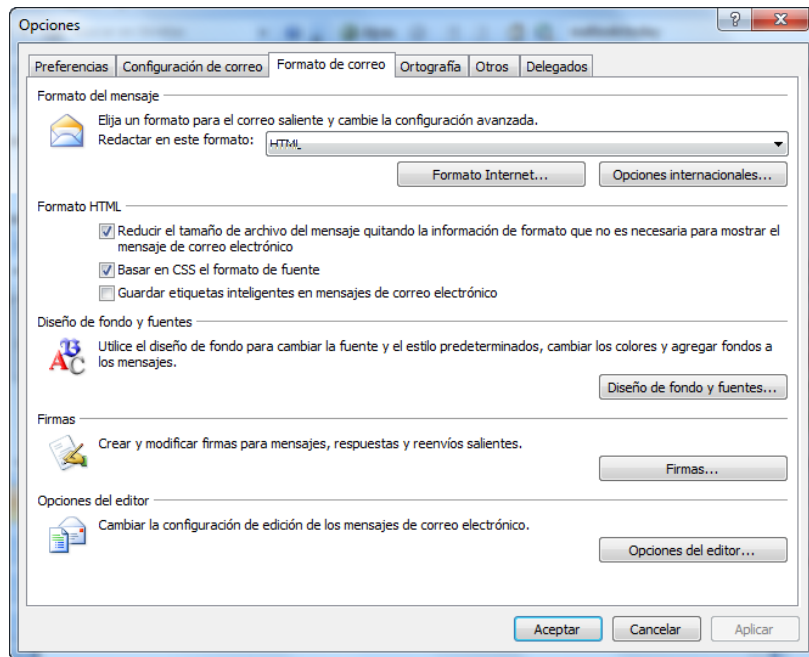 Opciones
Preferencias Configuración de correo Formato de correo Ortografía Otros Delegados
Formato del mensaje
Elija un formato para el correo saliente y cambie la configuración avanzada.
Redactar en este formato: HTML
Formato Internet... Opciones internacionales...
Formato HTML
Reducir el tamaño de archivo del mensaje quitando la información de formato que no es necesaria para mostrar el
mensaje de correo electrónico
Basar en CSS el formato de fuente
Guardar etiquetas inteligentes en mensajes de correo electrónico
Diseño de fondo y fuentes
Utilice el diseño de fondo para cambiar la fuente y el estilo predeterminados, cambiar los colores y agregar fondos a
los mensajes.
Diseño de fondo y fuentes...
Firmas
Crear y modificar firmas para mensajes, respuestas y reenvíos salientes.
Firmas...
Opciones del editor
Cambiar la configuración de edición de los mensajes de correo electrónico.
Opciones del editor...
Aceptar Cancelar Aplicar